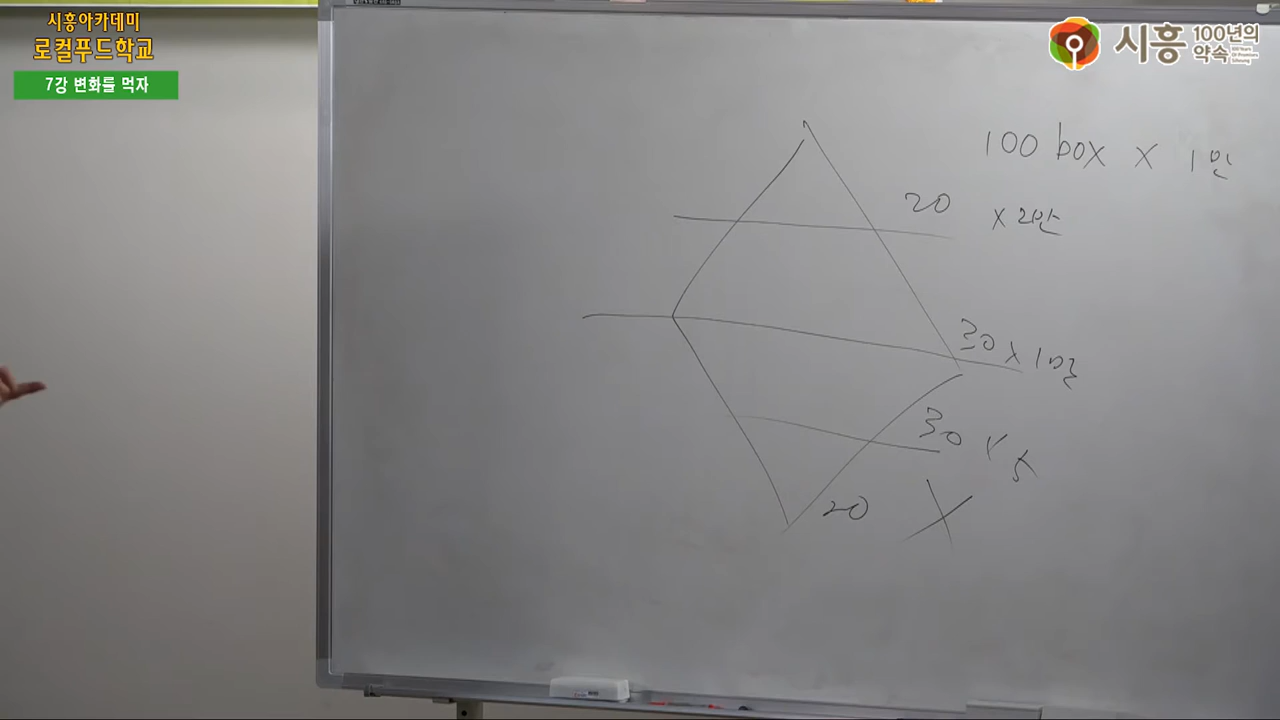 시흥아카데미
로컬푸드학교
7강 변화를 먹자
시흥 100년의 약속
100 box x 1인
20 x 2만
30 x 1만
30 x 5
20 X